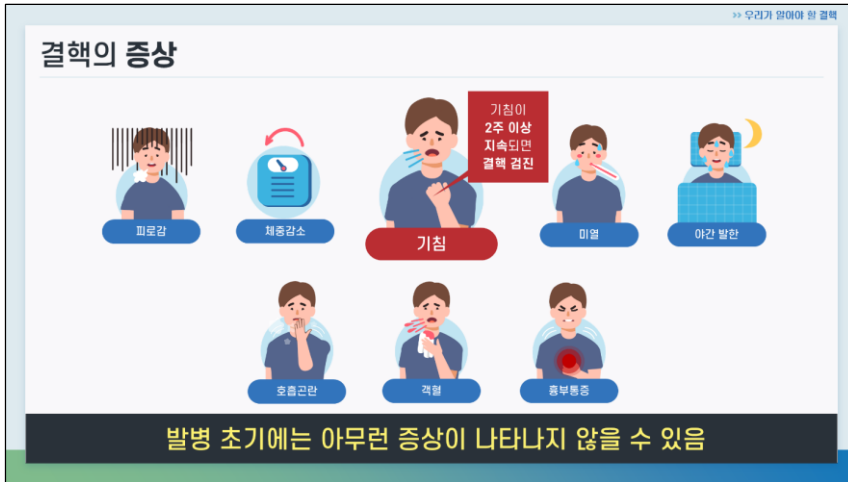 >> 우리가 알아야 할 결핵
결핵의 증상
기침이
2주 이상
지속되면
결핵 검진
피로감
체중감소
기침
미열
야간 발한
호흡곤란
객혈
흉부통증
발병 초기에는 아무런 증상이 나타나지 않을 수 있음